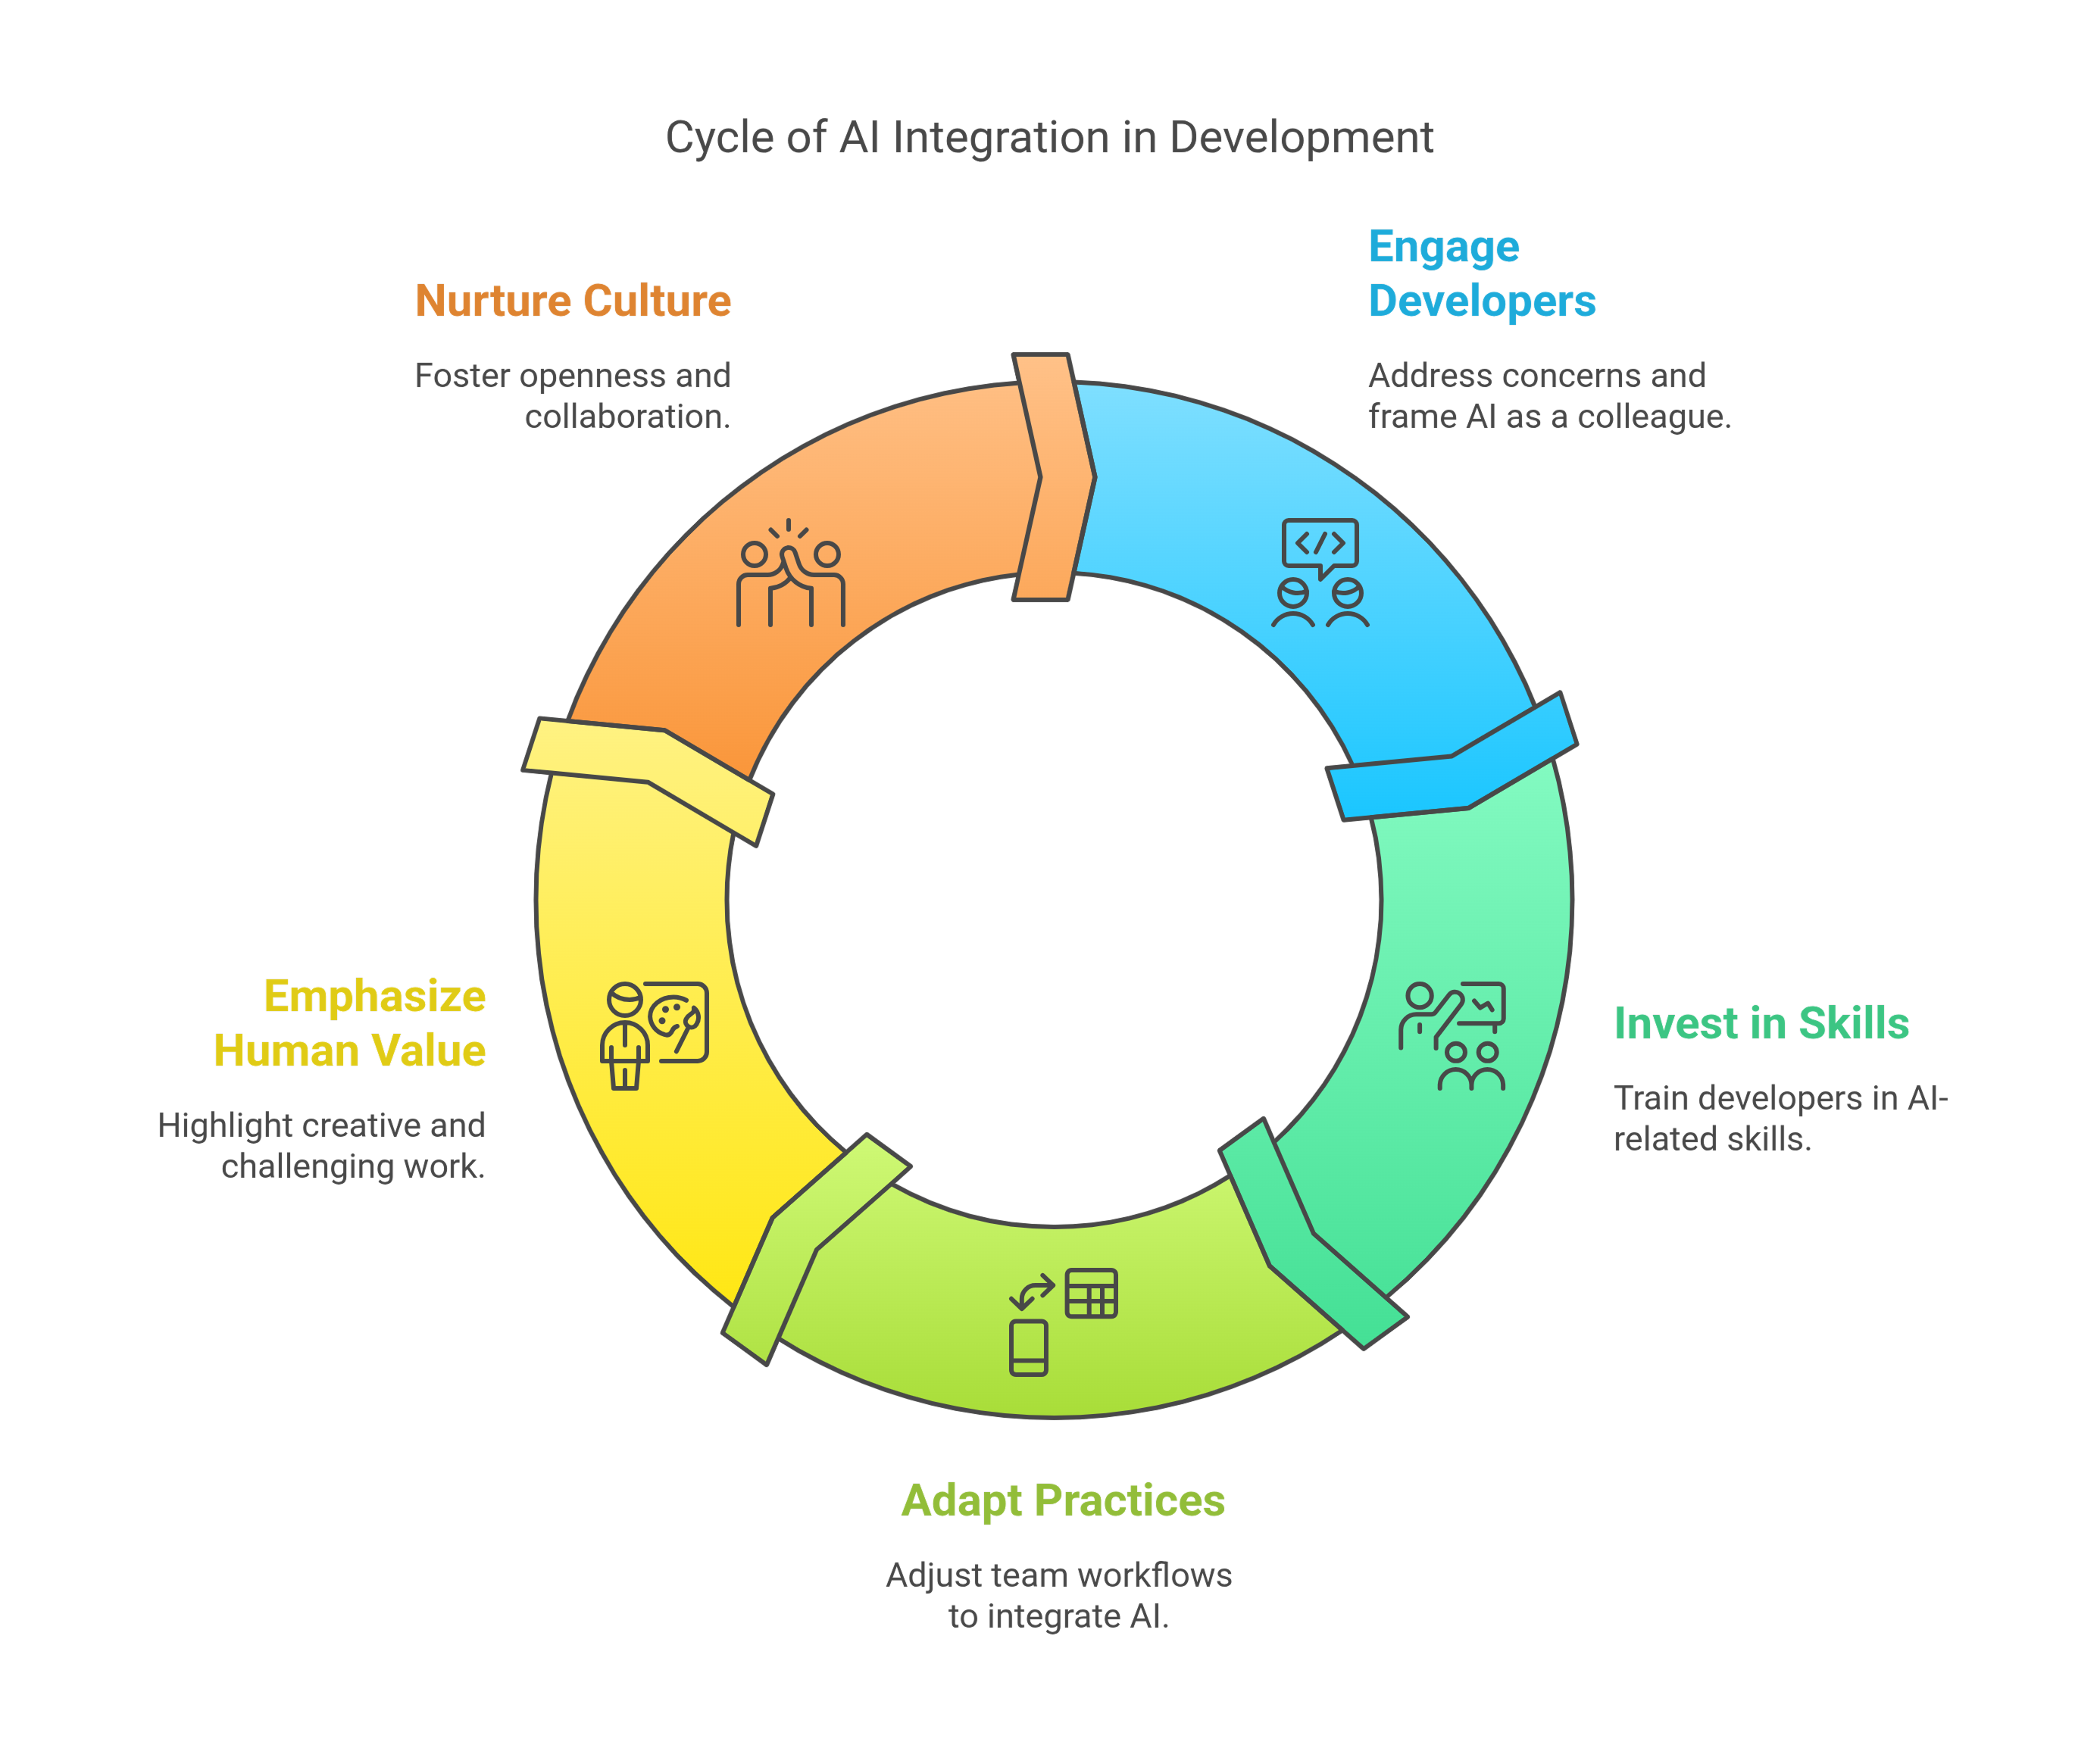 Cycle of AI Integration in Development
Engage
Developers
Address concerns and
frame AI as a colleague.
Invest in Skills
Train developers in AI-
related skills.
Adapt Practices
Adjust team workflows
to integrate AI.
Emphasize
Human Value
Highlight creative and
challenging work.
Nurture Culture
Foster openness and
collaboration.